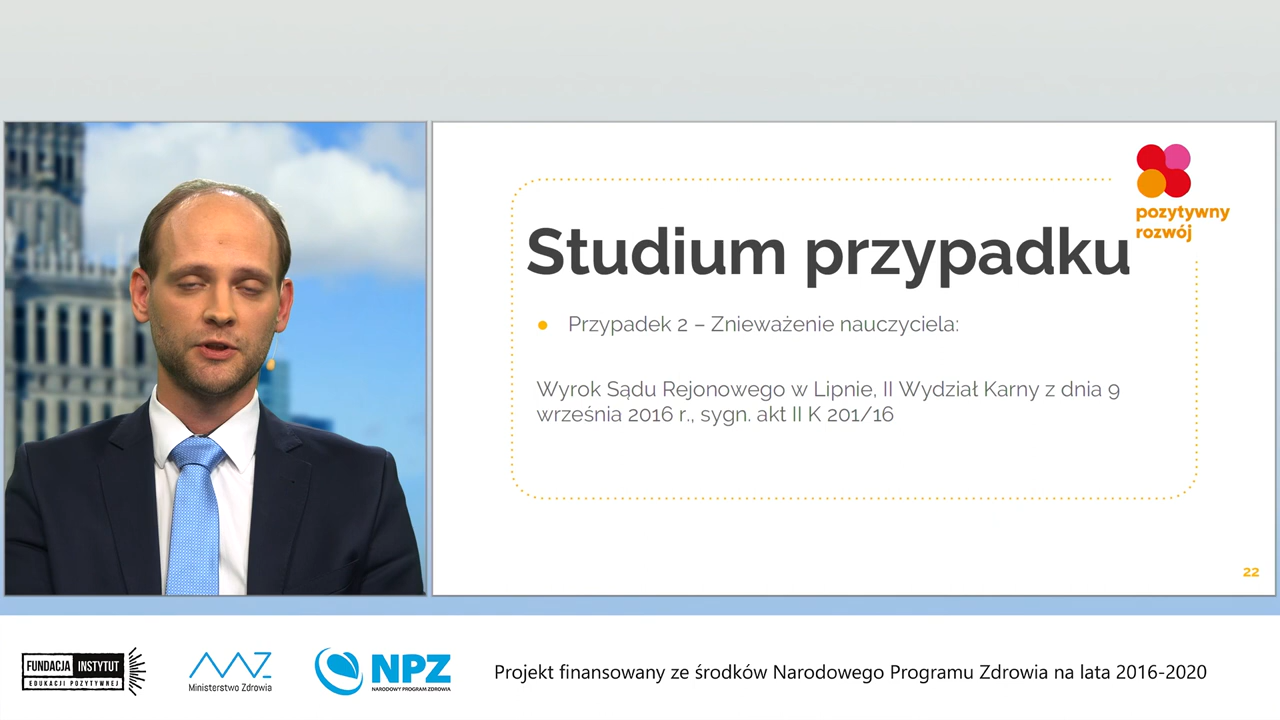 pozytywny
rozwój
Studium przypadku
Przypadek 2 – Znieważenie nauczyciela:
Wyrok Sądu Rejonowego w Lipnie, II Wydział Karny z dnia 9
września 2016 r., sygn. akt II K 201/16
22
FUNDACJA INSTYTUT
EDUKACJI POZYTYWNEJ
Ministerstwo Zdrowia
NPZ
NARODOWY PROGRAM ZDROWIA
Projekt finansowany ze środków Narodowego Programu Zdrowia na lata 2016-2020